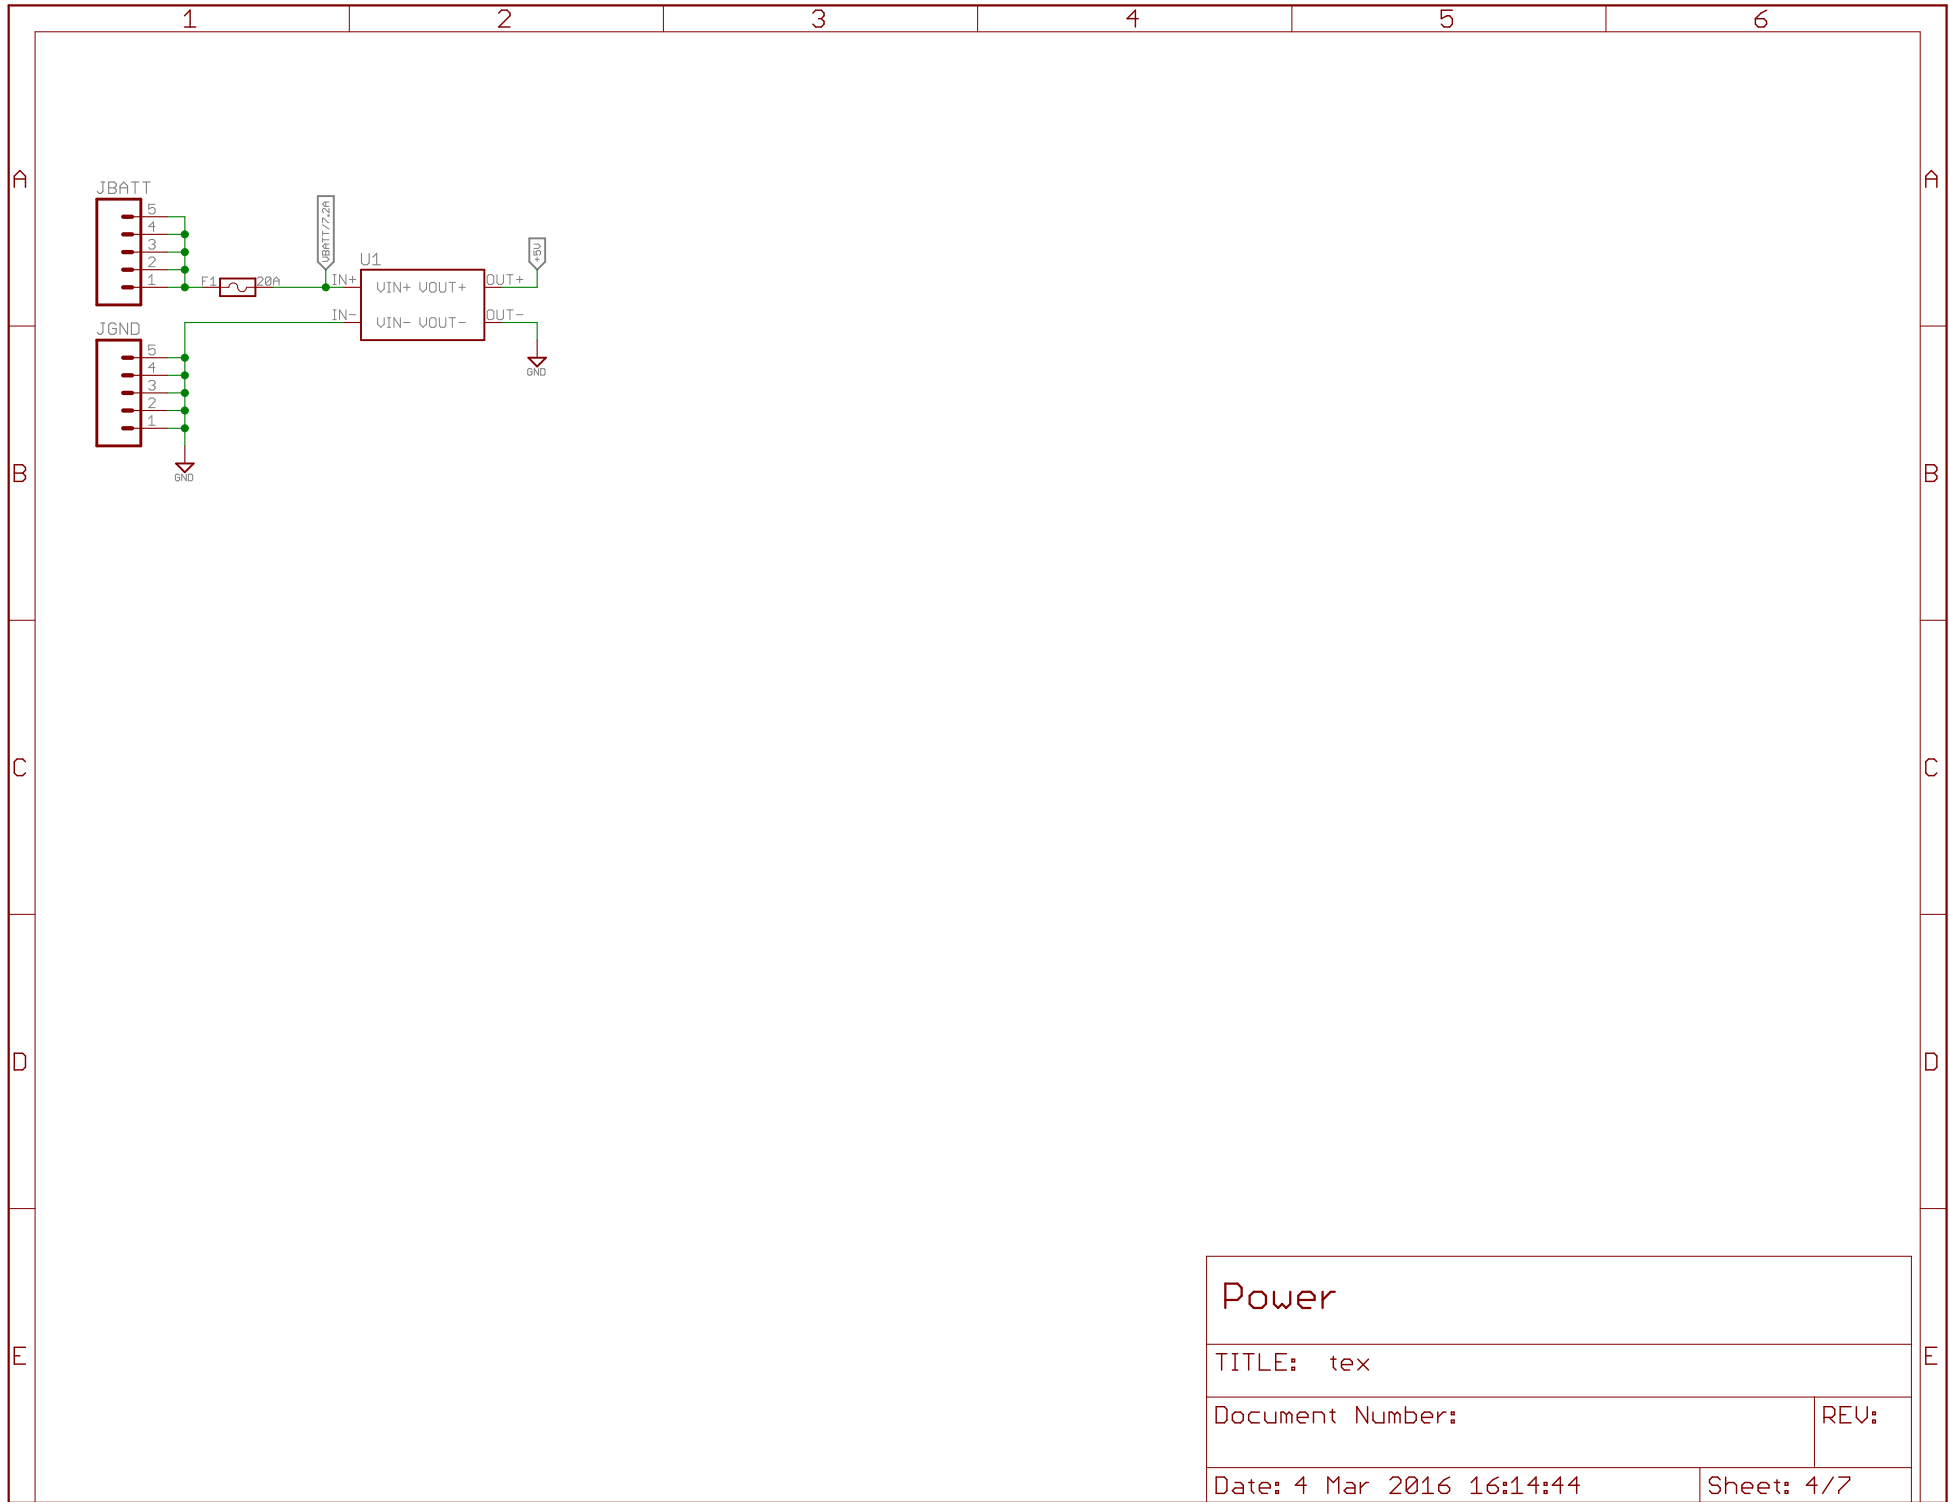 1 2 3 4 5 6
A A
JBATT
5
4
3
2
1
F1 20A
VBATT/7.2A
U1
IN+ VIN+ VOUT+ OUT+
IN- VIN- VOUT- OUT-
+5V
GND
JGND
5
4
3
2
1
GND
B B
C C
D D
E E
Power
TITLE: tex
Document Number:
REV:
Date: 4 Mar 2016 16:14:44
Sheet: 4/7